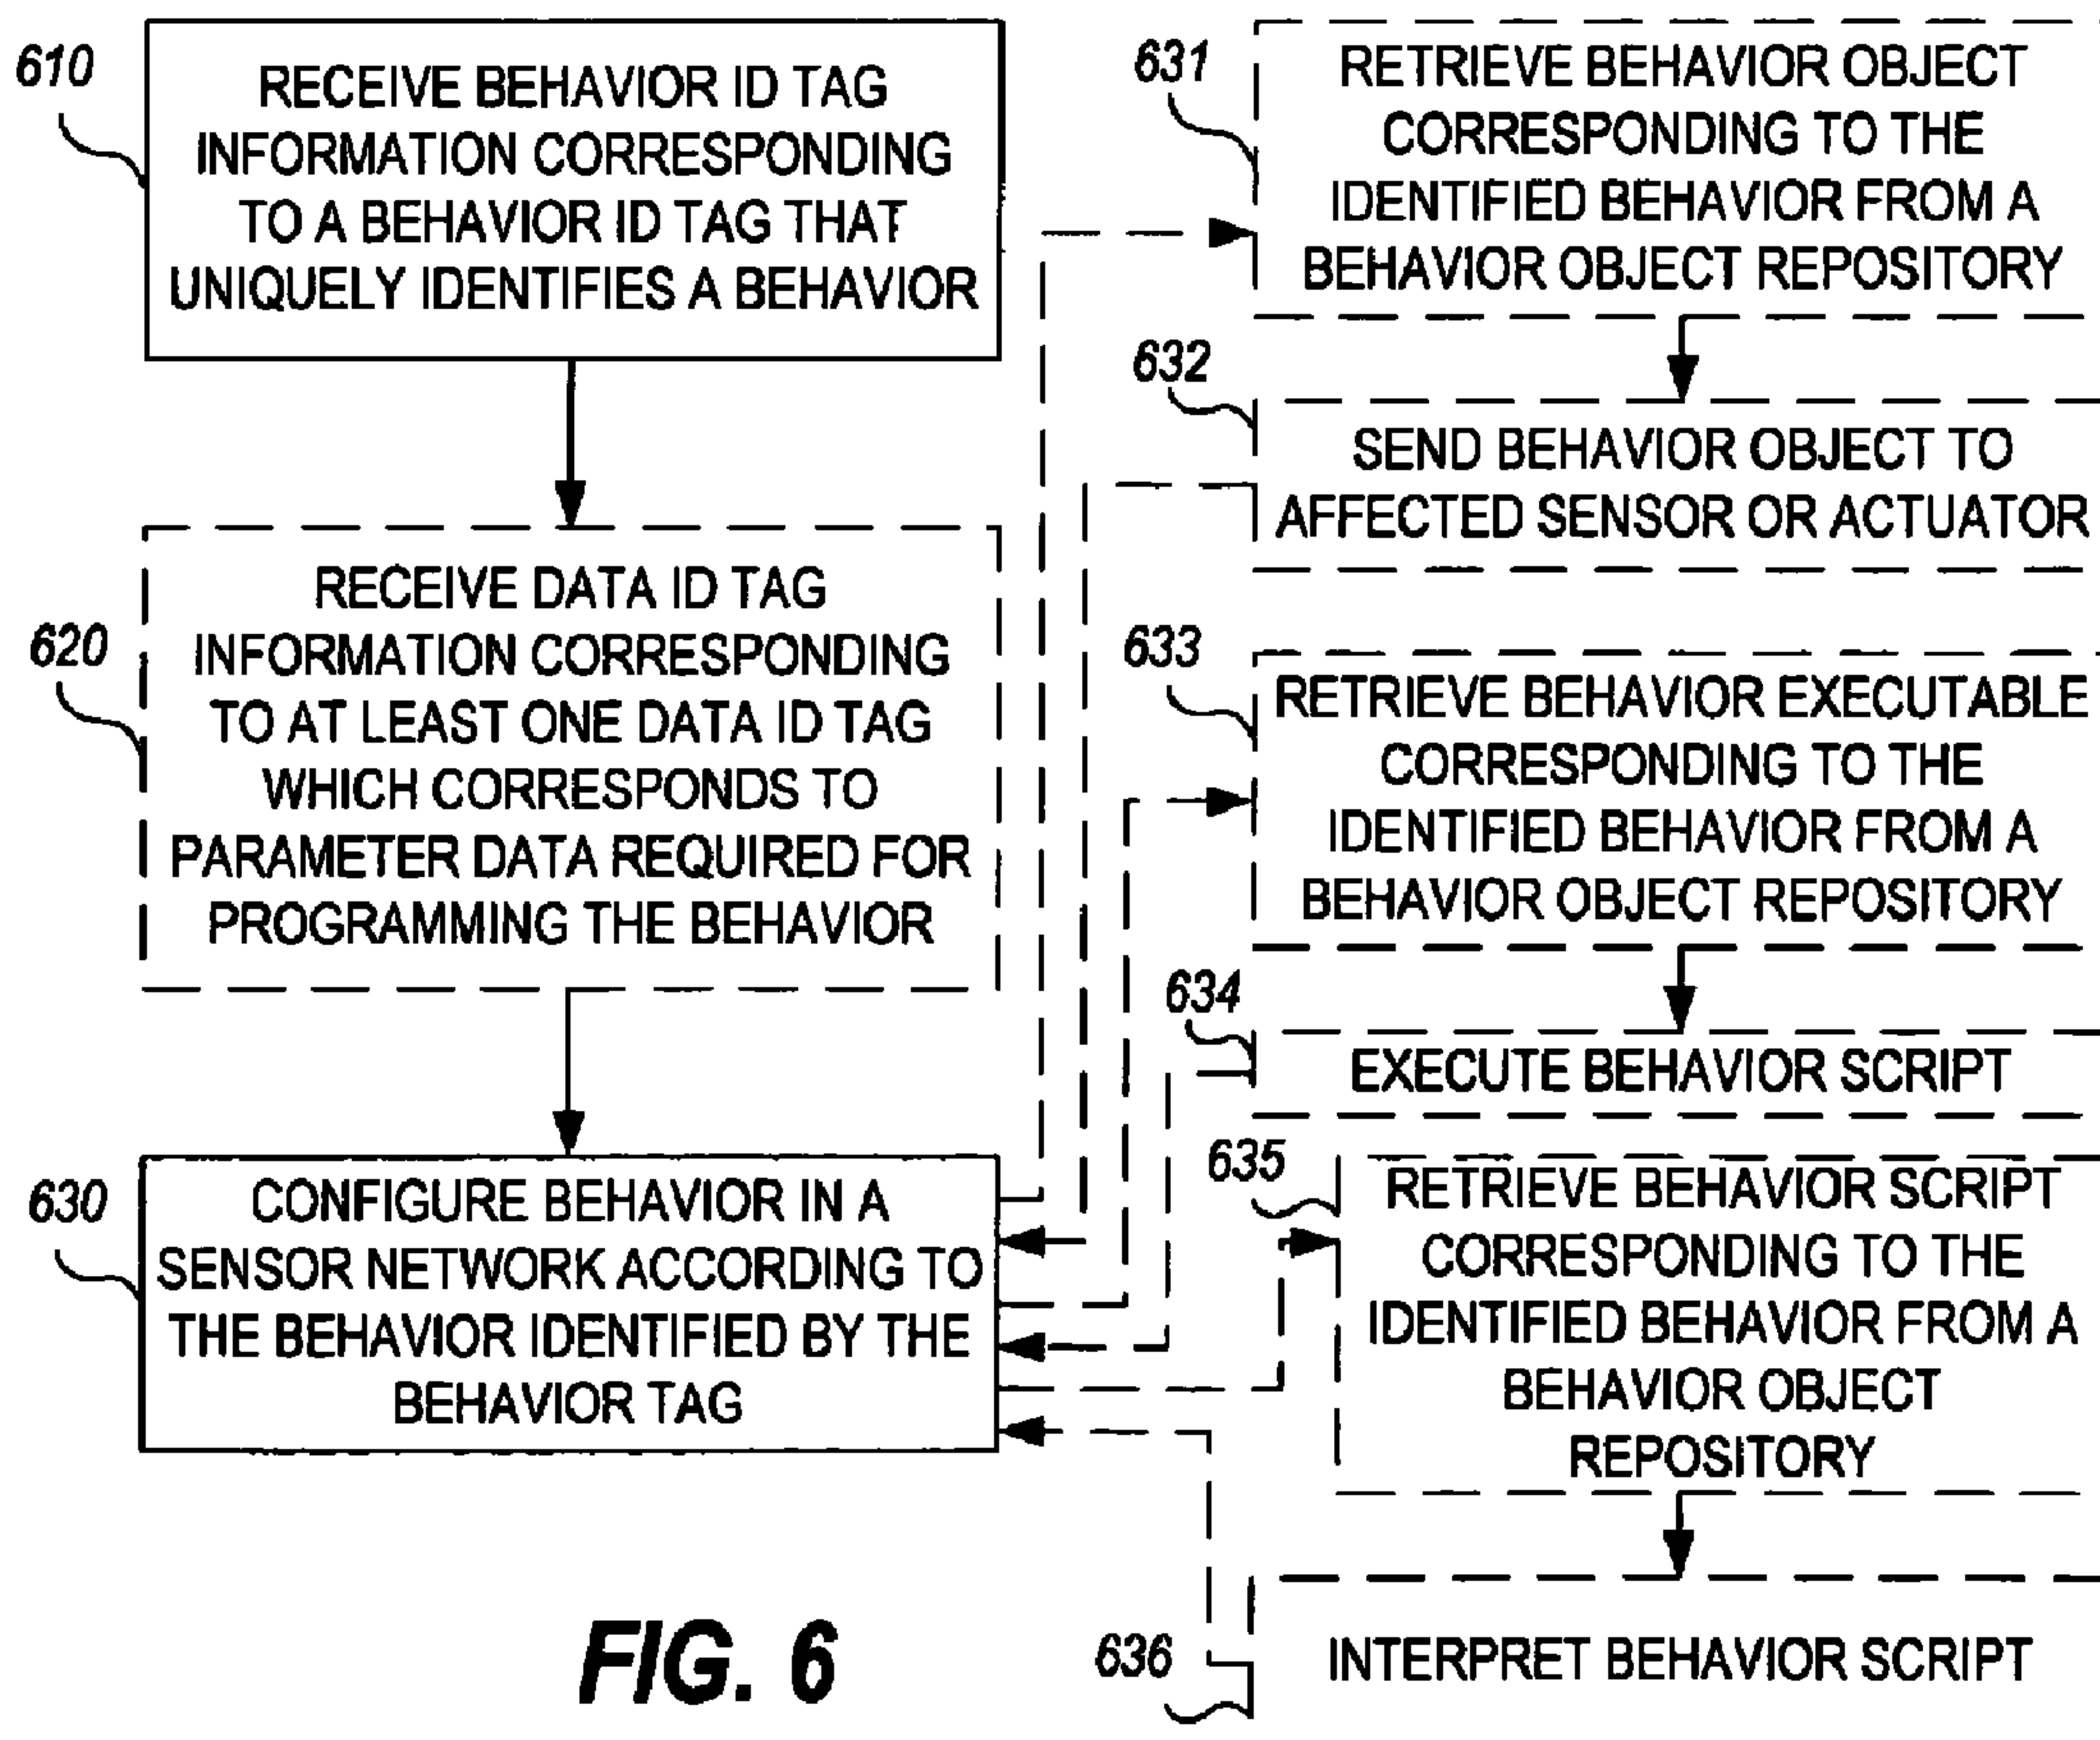 610
RECEIVE BEHAVIOR ID TAG
INFORMATION CORRESPONDING
TO A BEHAVIOR ID TAG THAT
UNIQUELY IDENTIFIES A BEHAVIOR
620
RECEIVE DATA ID TAG
INFORMATION CORRESPONDING
TO AT LEAST ONE DATA ID TAG
WHICH CORRESPONDS TO
PARAMETER DATA REQUIRED FOR
PROGRAMMING THE BEHAVIOR
630
CONFIGURE BEHAVIOR IN A
SENSOR NETWORK ACCORDING TO
THE BEHAVIOR IDENTIFIED BY THE
BEHAVIOR TAG
631
RETRIEVE BEHAVIOR OBJECT
CORRESPONDING TO THE
IDENTIFIED BEHAVIOR FROM A
BEHAVIOR OBJECT REPOSITORY
632
SEND BEHAVIOR OBJECT TO
AFFECTED SENSOR OR ACTUATOR
633
RETRIEVE BEHAVIOR EXECUTABLE
CORRESPONDING TO THE
IDENTIFIED BEHAVIOR FROM A
BEHAVIOR OBJECT REPOSITORY
634
EXECUTE BEHAVIOR SCRIPT
635
RETRIEVE BEHAVIOR SCRIPT
CORRESPONDING TO THE
IDENTIFIED BEHAVIOR FROM A
BEHAVIOR OBJECT
REPOSITORY
636
INTERPRET BEHAVIOR SCRIPT
FIG. 6